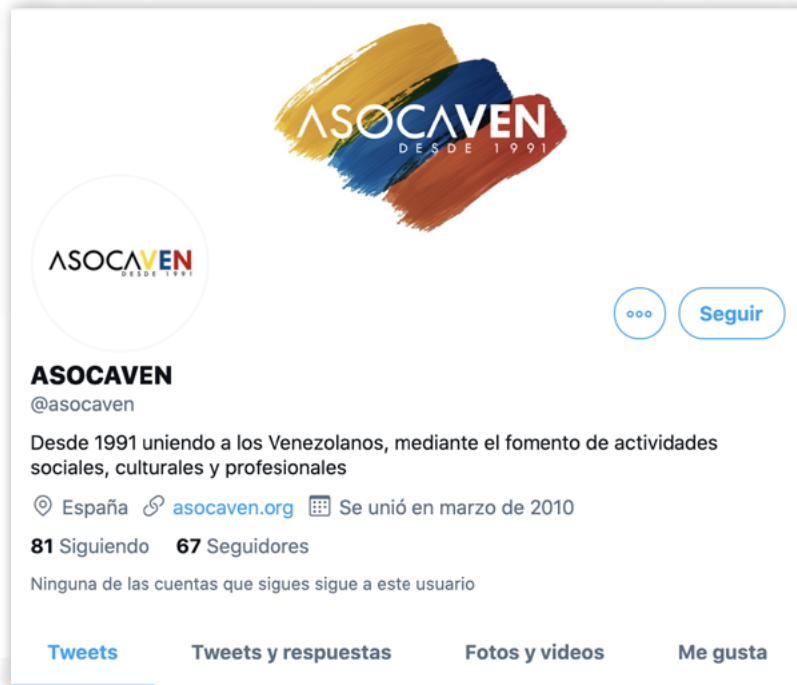 ASOCAVEN
DESDE 1991
ASOCAVEN
DESDE 1991
Seguir
ASOCAVEN
@asocaven
Desde 1991 uniendo a los Venezolanos, mediante el fomento de actividades
sociales, culturales y profesionales
España asocaven.org Se unió en marzo de 2010
81 Siguiendo 67 Seguidores
Ninguna de las cuentas que sigues sigue a este usuario
Tweets Tweets y respuestas Fotos y videos Me gusta